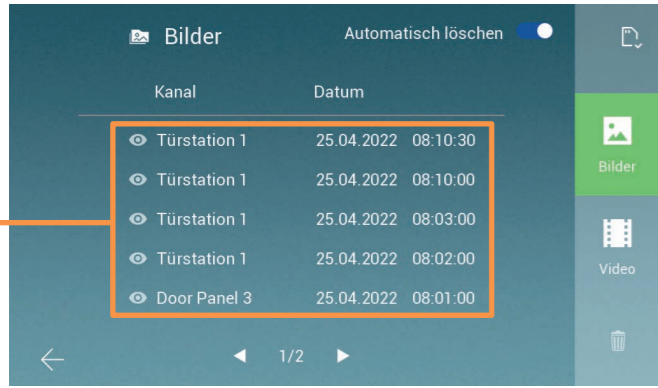 Bilder Automatisch löschen
Kanal Datum
Türstation 1 25.04.2022 08:10:30
Türstation 1 25.04.2022 08:10:00
Türstation 1 25.04.2022 08:03:00
Türstation 1 25.04.2022 08:02:00
Door Panel 3 25.04.2022 08:01:00
1/2
Bilder
Video